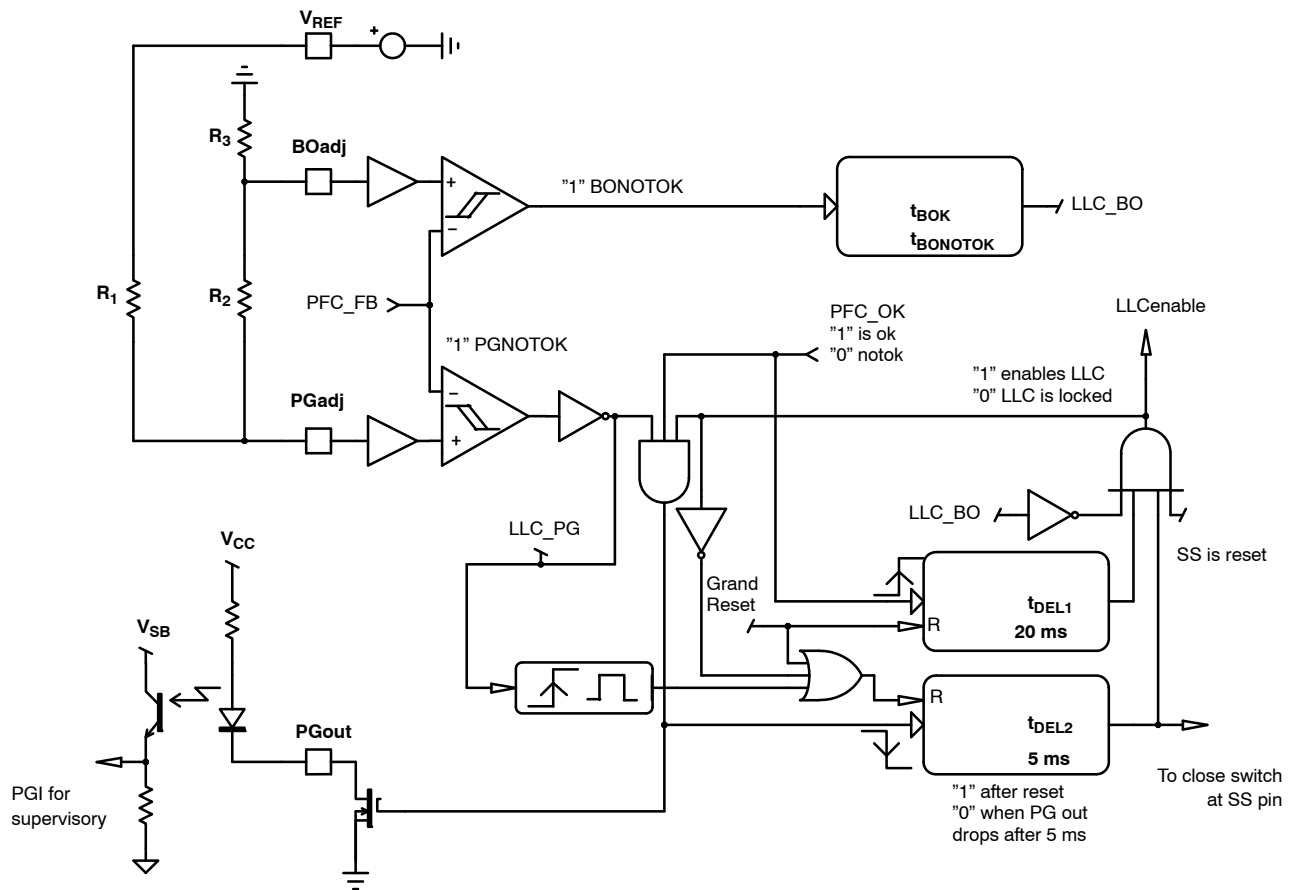 VREF
+
R3
BOadj
+
−
"1" BONOTOK
tBOK
tBONOTOK
LLC_BO
R1
R2
PFC_FB
PFC_OK
"1" is ok
"0" notok
LLCenable
"1" PGNOTOK
"1" enables LLC
"0" LLC is locked
PGadj
−
+
LLC_BO
SS is reset
LLC_PG
VCC
Grand
Reset
tDEL1
20 ms
R
VSB
R
tDEL2
5 ms
PGout
PGI for
supervisory
"1" after reset
"0" when PG out
drops after 5 ms
To close switch
at SS pin